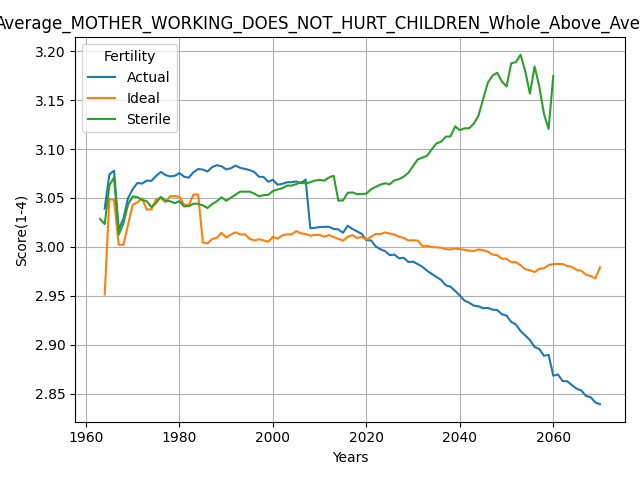 Average_MOTHER_WORKING_DOES_NOT_HURT_CHILDREN_Whole_Above_Ave
Fertility
Actual
Ideal
Sterile
Score(1-4)
3.20
3.15
3.10
3.05
3.00
2.95
2.90
2.85
1960 1980 2000 2020 2040 2060
Years